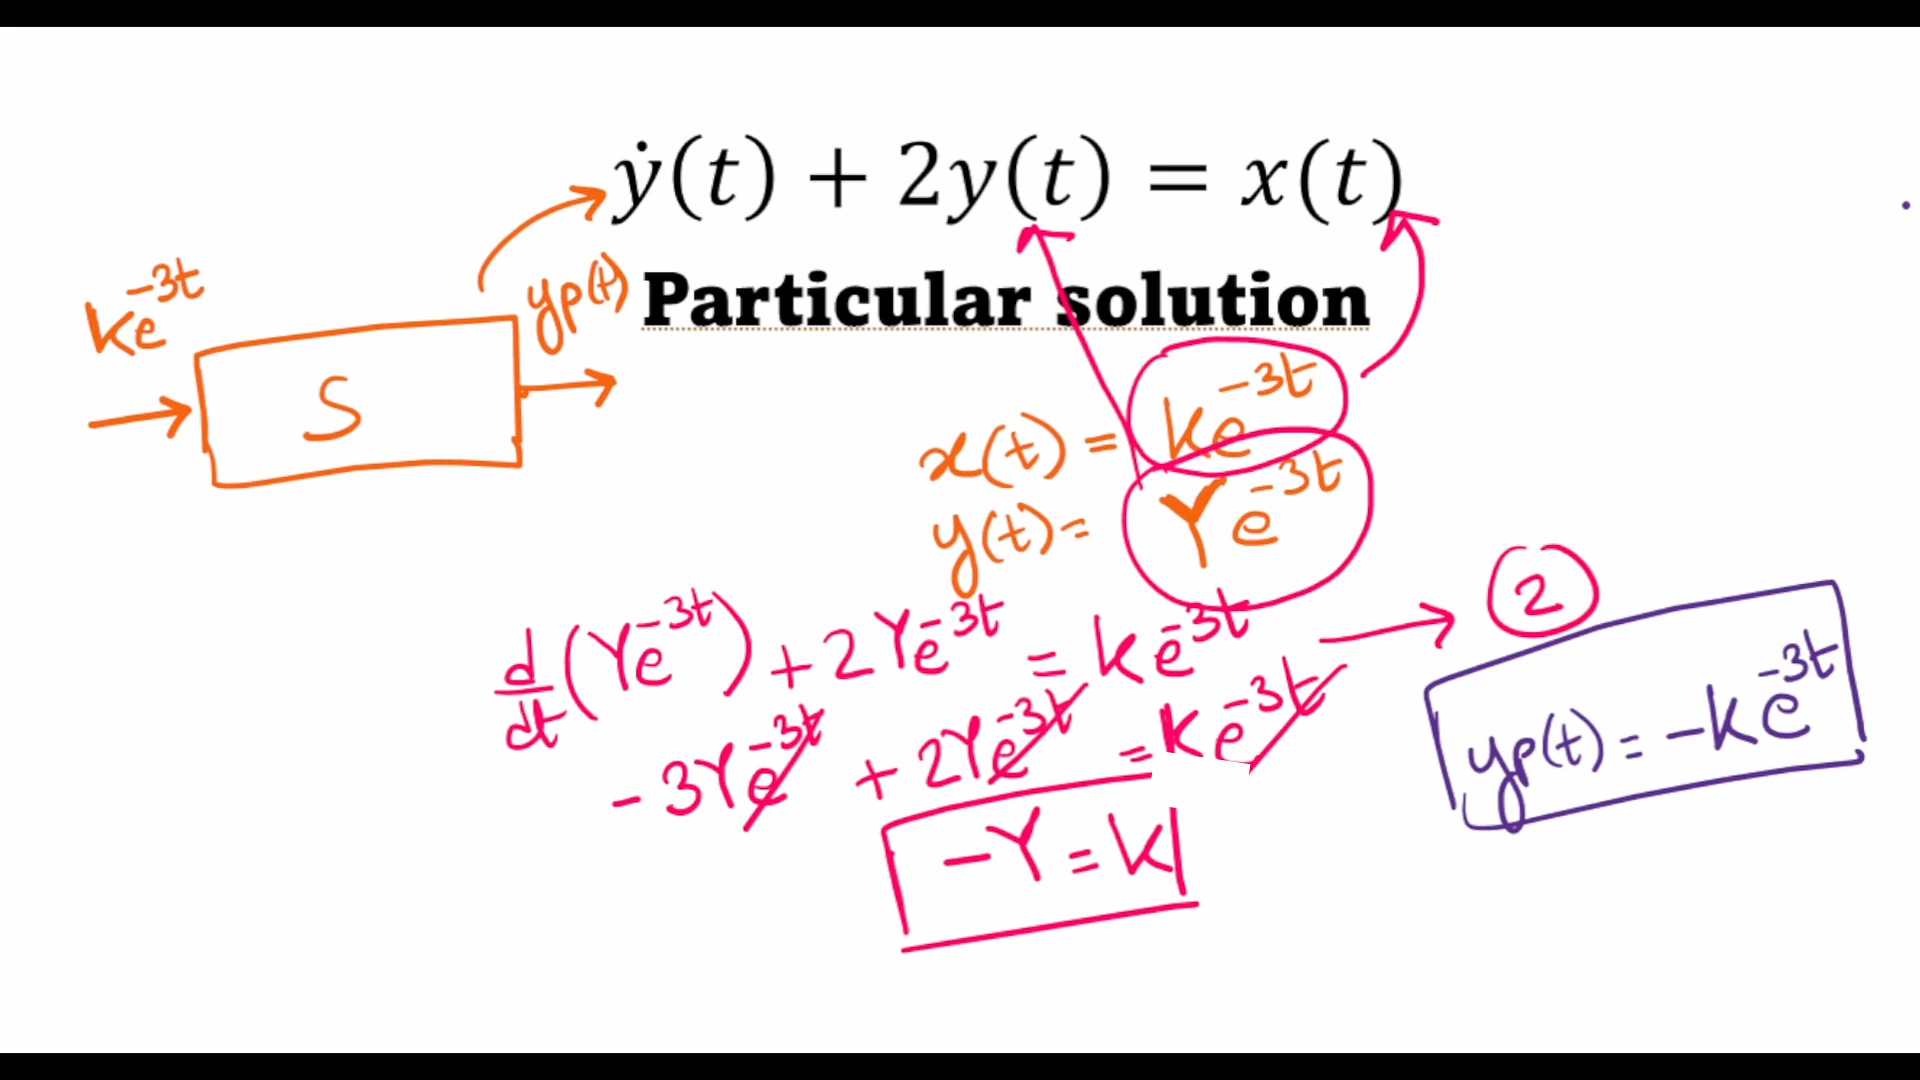 ẏ(t) + 2y(t) = x(t)
Particular solution
ke^{-3t}
S
yp(t)
x(t) = ke^{-3t}
y(t) = Ye^{-3t}
d/dt(Ye^{-3t}) + 2Ye^{-3t} = ke^{-3t} → 2
-3Ye^{-3t} + 2Ye^{-3t} = ke^{-3t}
-Y = k
yp(t) = -ke^{-3t}